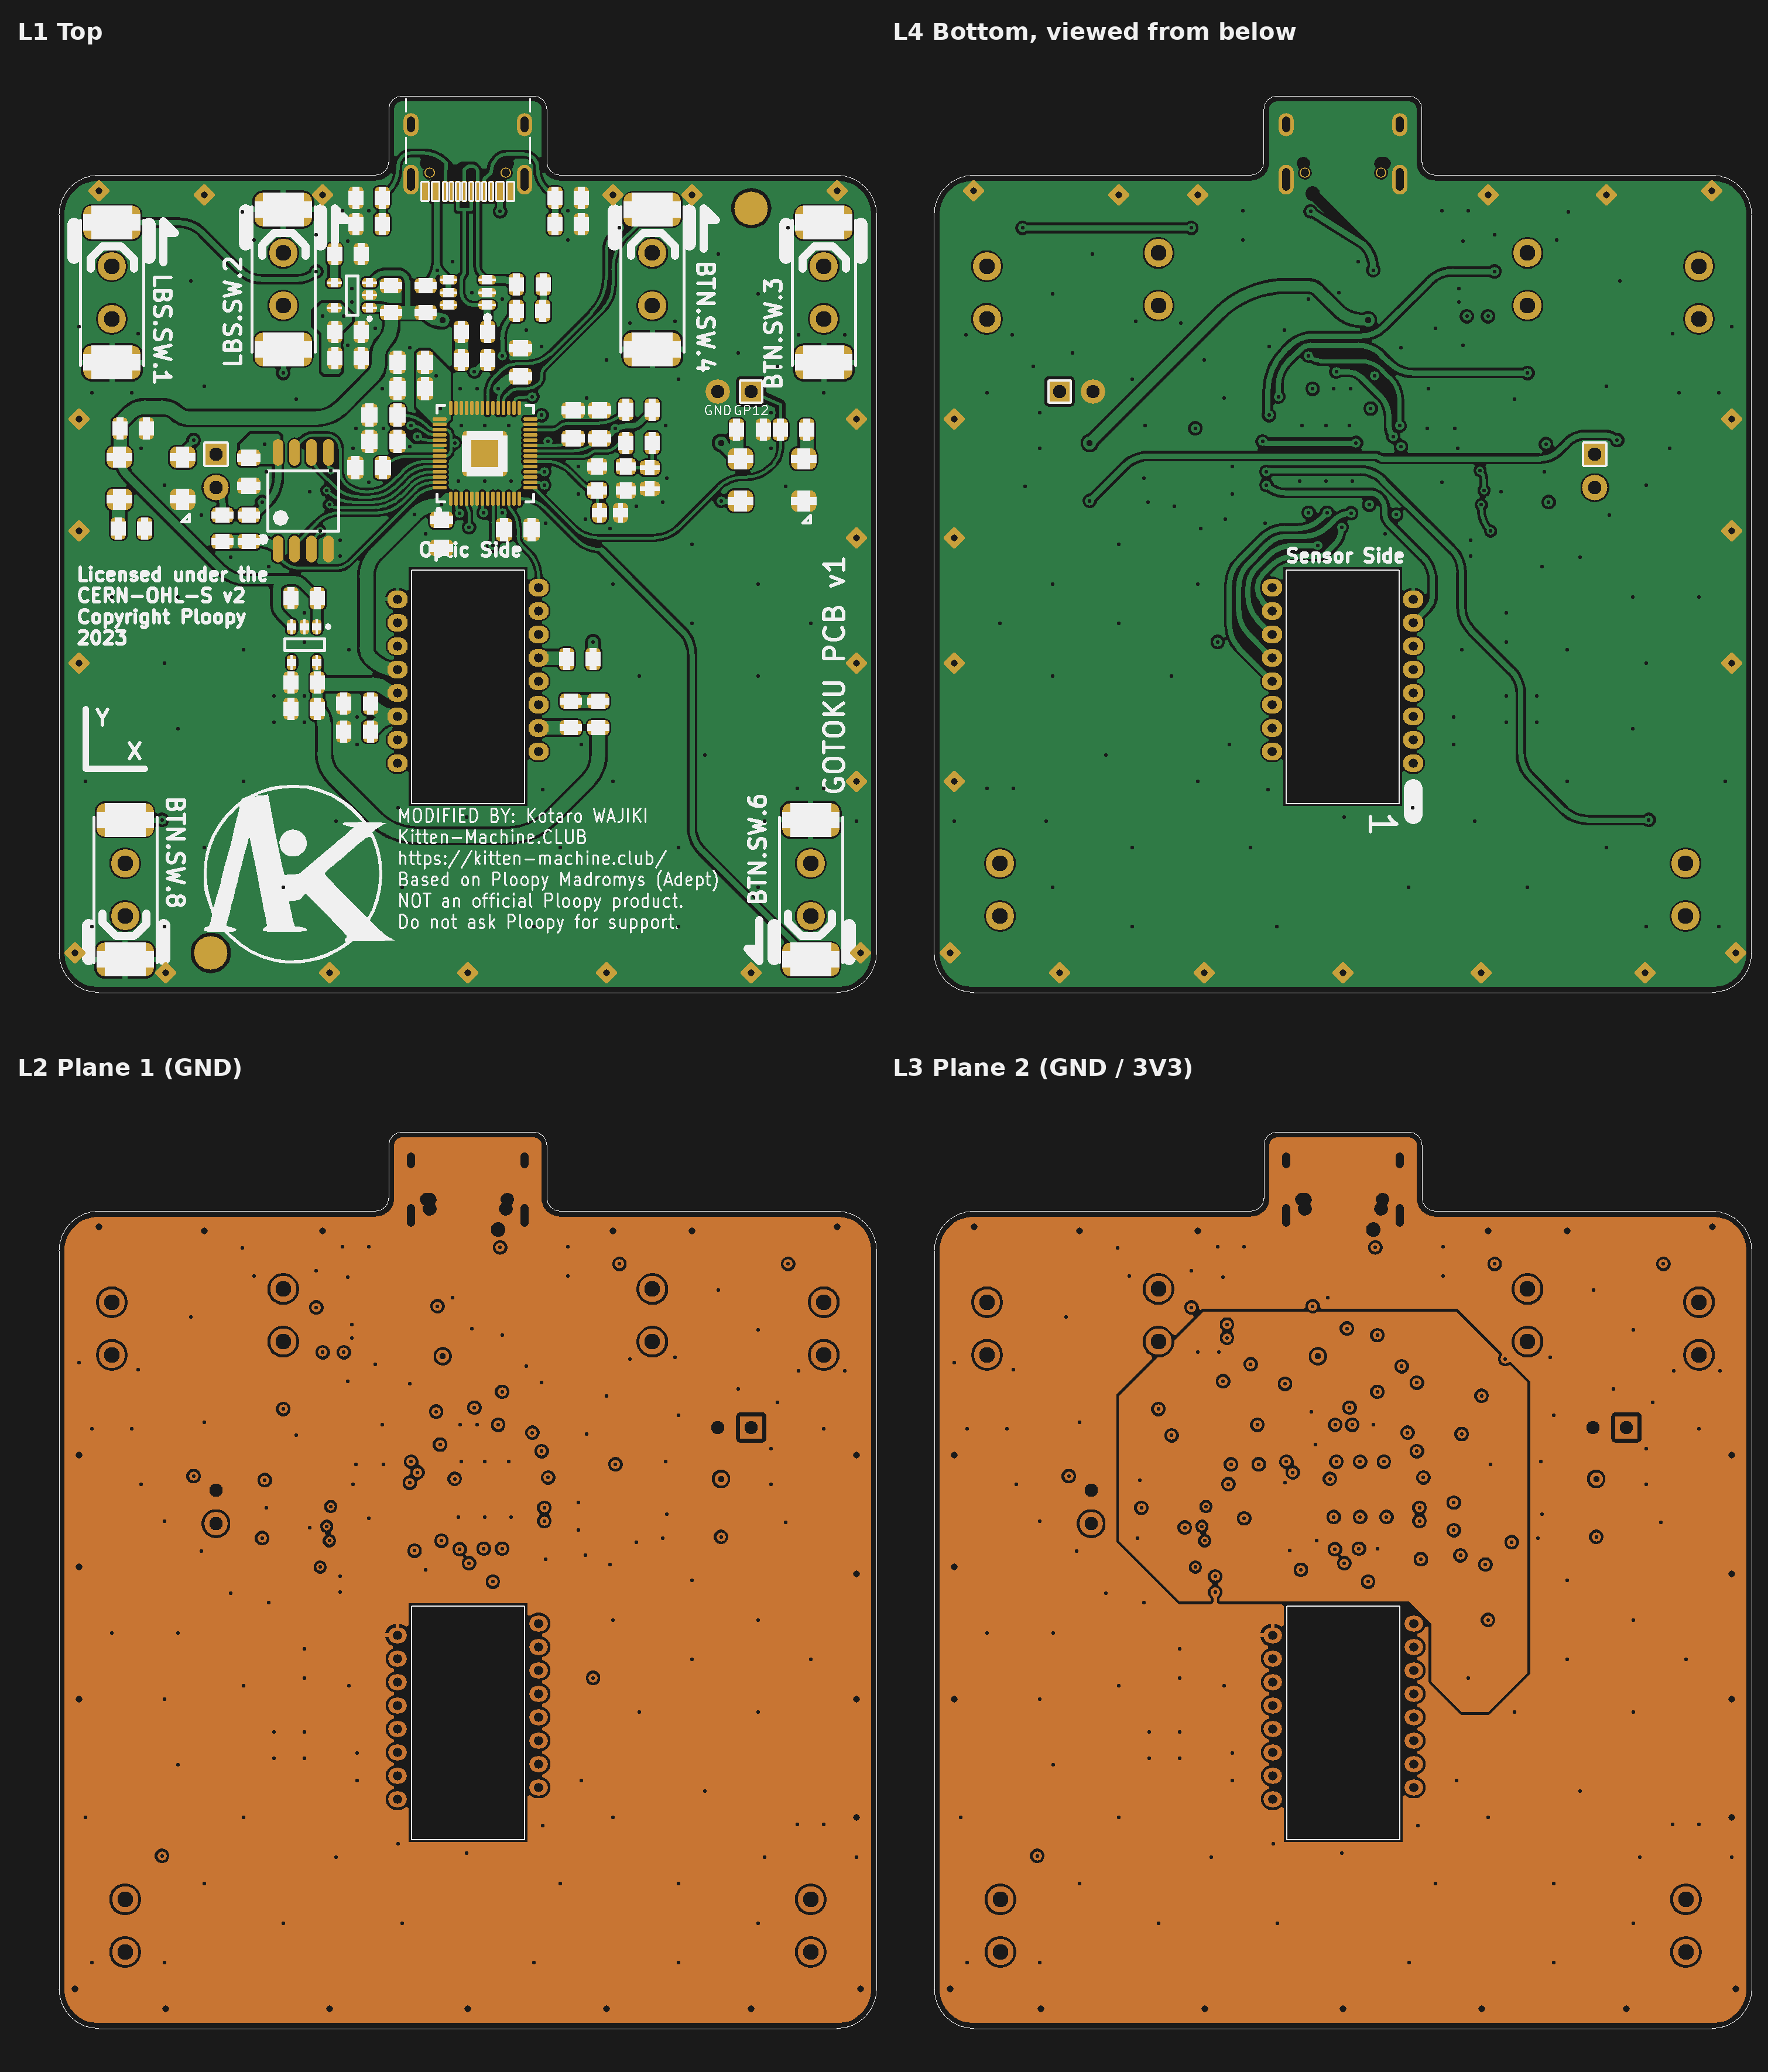 L1 Top
L4 Bottom, viewed from below
LBS.SW.1
LBS.SW.2
BTN.SW.4
BTN.SW.3
GND
GP12
Optic Side
Sensor Side
Licensed under the
CERN-OHL-S v2
Copyright Ploopy
2023
GOTOKU PCB v1
Y
X
1
BTN.SW.8
BTN.SW.6
MODIFIED BY: Kotaro WAJIKI
Kitten-Machine.CLUB
https://kitten-machine.club/
Based on Ploopy Madromys (Adept)
NOT an official Ploopy product.
Do not ask Ploopy for support.
L2 Plane 1 (GND)
L3 Plane 2 (GND / 3V3)